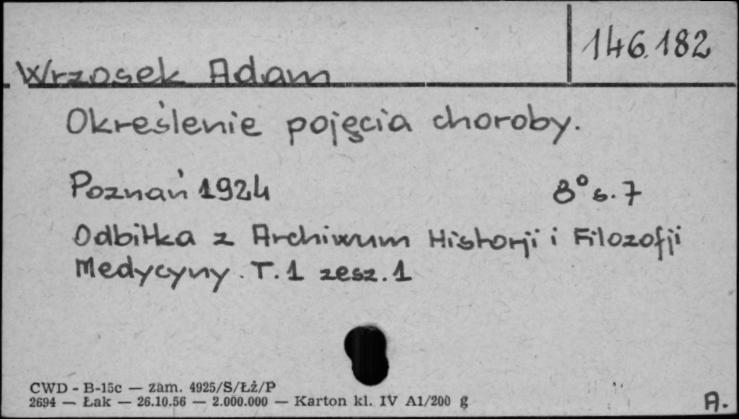 146.182
Wrzosek Adam
Określenie pojęcia choroby.
Poznań 1924 8° s. 7
Odbitka z Archiwum Historji i Filozofji
Medycyny. T. 1 zesz. 1
CWD - B-15c — zam. 4925/S/Łż/P
2694 — Łak — 26.10.56 — 2.000.000 — Karton kl. IV A1/200 g
A.